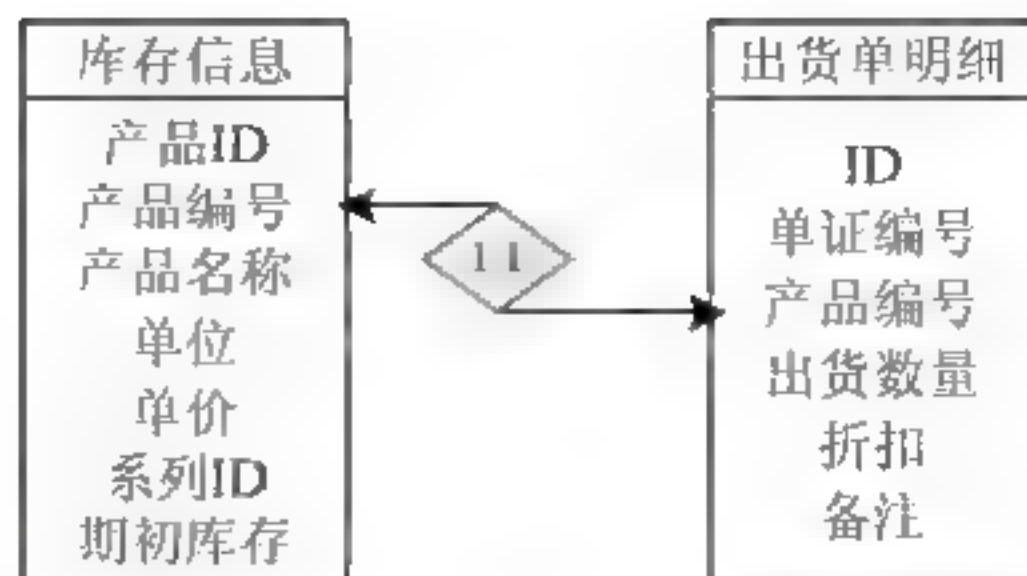 库存信息
产品ID
产品编号
产品名称
单位
单价
系列ID
期初库存
1 1
出货单明细
ID
单证编号
产品编号
出货数量
折扣
备注